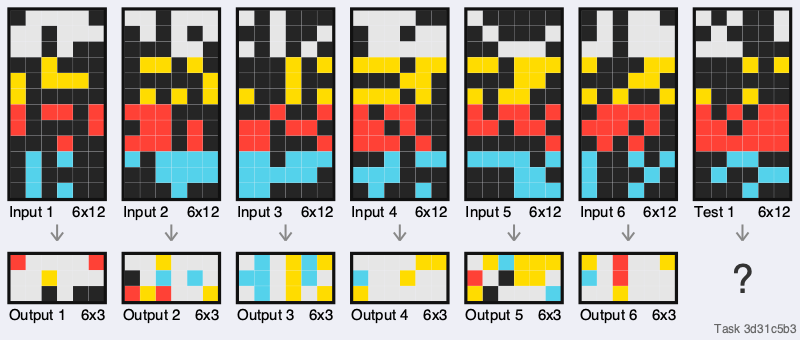 Input 1 6x12 Input 2 6x12 Input 3 6x12 Input 4 6x12 Input 5 6x12 Input 6 6x12 Test 1 6x12
?
Output 1 6x3 Output 2 6x3 Output 3 6x3 Output 4 6x3 Output 5 6x3 Output 6 6x3
Task 3d31c5b3